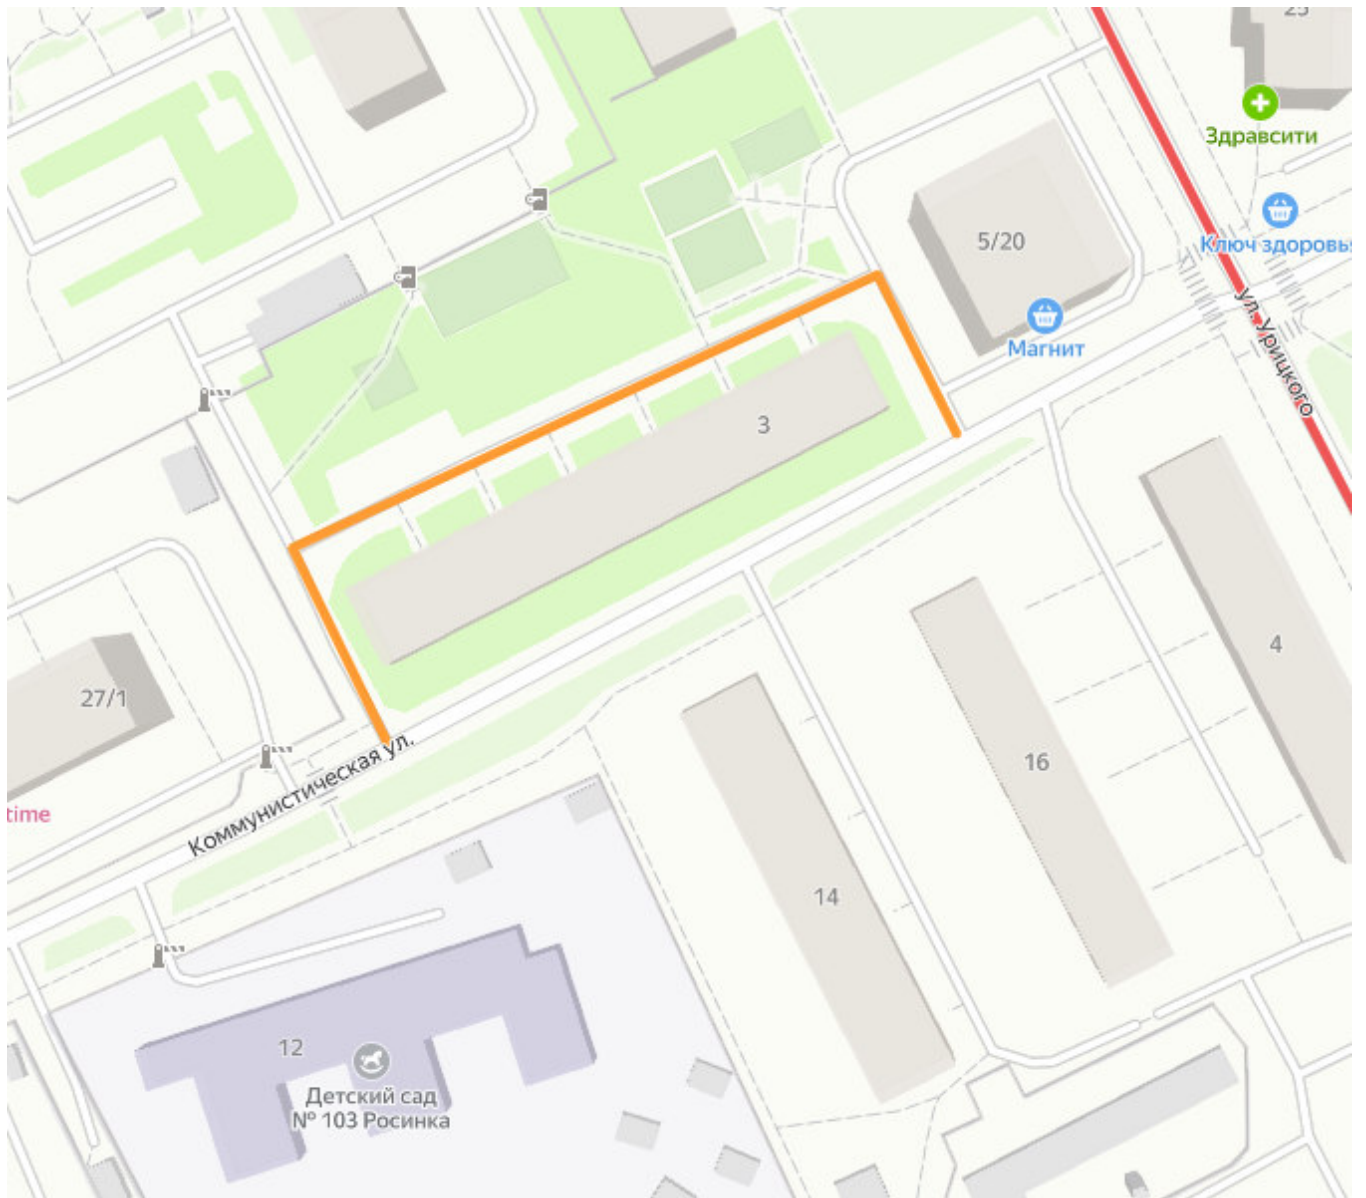 25
Здравсити
Ключ здоровья
5/20
Магнит
ул. Урицкого
3
4
27/1
16
time
Коммунистическая ул.
14
12
Детский сад
№ 103 Росинка